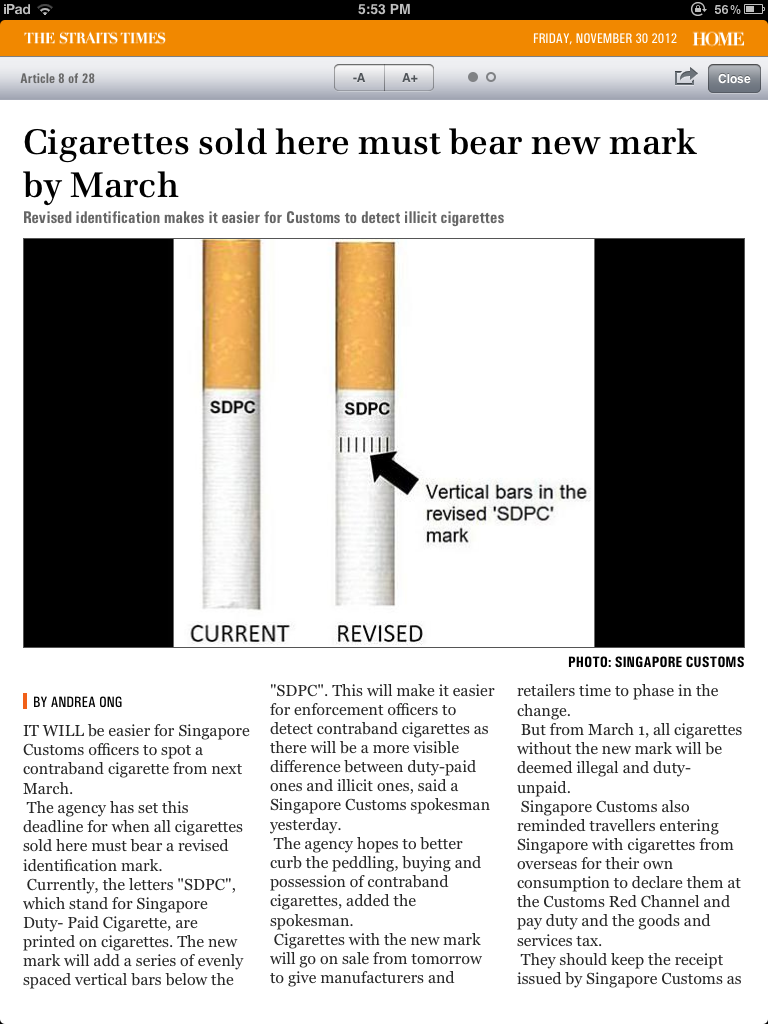 iPad 5:53 PM 56%
THE STRAITS TIMES FRIDAY, NOVEMBER 30 2012 HOME
Article 8 of 28 -A A+ Close
Cigarettes sold here must bear new mark
by March
Revised identification makes it easier for Customs to detect illicit cigarettes
SDPC SDPC
Vertical bars in the
revised 'SDPC'
mark
CURRENT REVISED
PHOTO: SINGAPORE CUSTOMS
BY ANDREA ONG
IT WILL be easier for Singapore
Customs officers to spot a
contraband cigarette from next
March.
The agency has set this
deadline for when all cigarettes
sold here must bear a revised
identification mark.
Currently, the letters "SDPC",
which stand for Singapore
Duty- Paid Cigarette, are
printed on cigarettes. The new
mark will add a series of evenly
spaced vertical bars below the
"SDPC". This will make it easier
for enforcement officers to
detect contraband cigarettes as
there will be a more visible
difference between duty-paid
ones and illicit ones, said a
Singapore Customs spokesman
yesterday.
The agency hopes to better
curb the peddling, buying and
possession of contraband
cigarettes, added the
spokesman.
Cigarettes with the new mark
will go on sale from tomorrow
to give manufacturers and
retailers time to phase in the
change.
But from March 1, all cigarettes
without the new mark will be
deemed illegal and duty-
unpaid.
Singapore Customs also
reminded travellers entering
Singapore with cigarettes from
overseas for their own
consumption to declare them at
the Customs Red Channel and
pay duty and the goods and
services tax.
They should keep the receipt
issued by Singapore Customs as